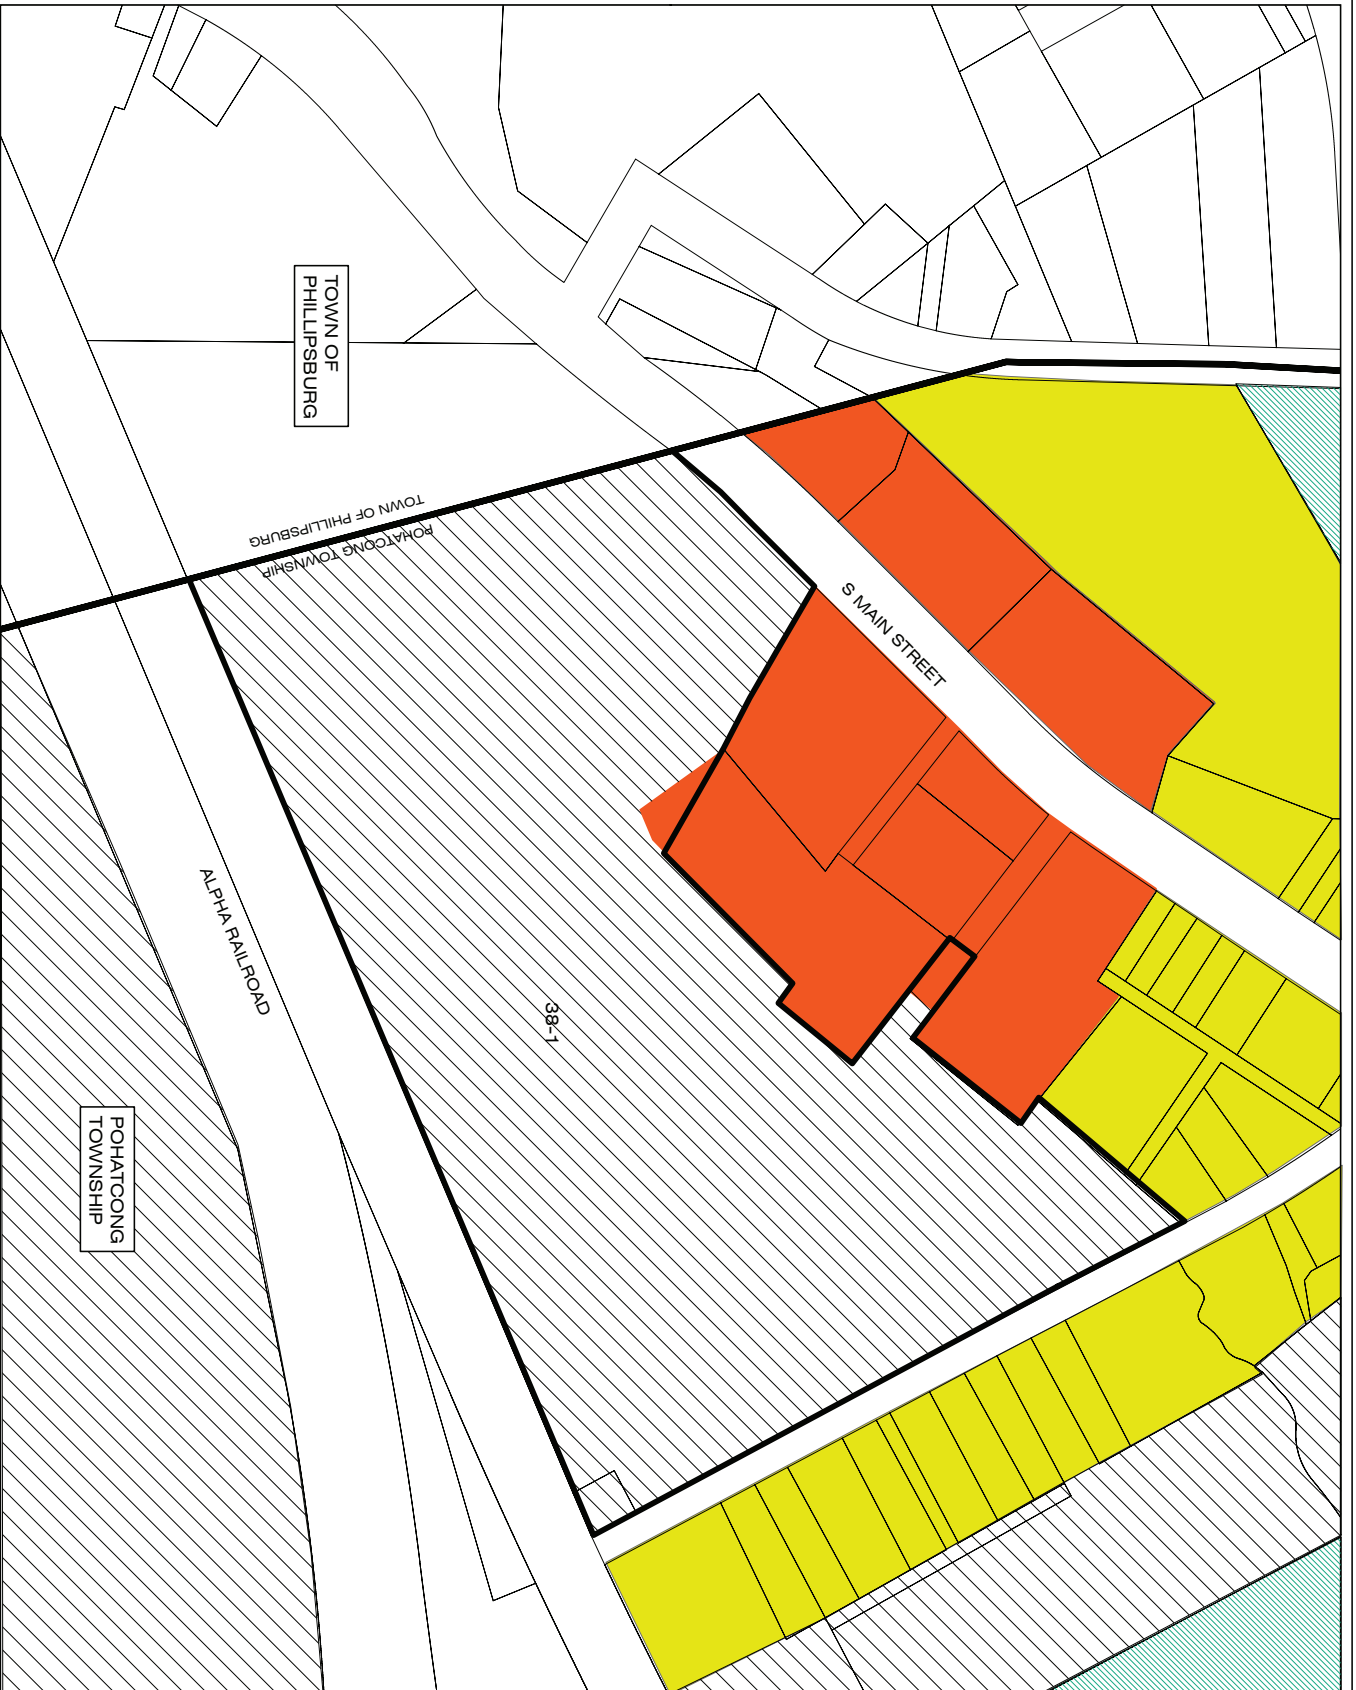 TOWN OF
PHILLIPSBURG
TOWN OF PHILLIPSBURG
POHATCONG TOWNSHIP
S MAIN STREET
ALPHA RAILROAD
38-1
POHATCONG
TOWNSHIP